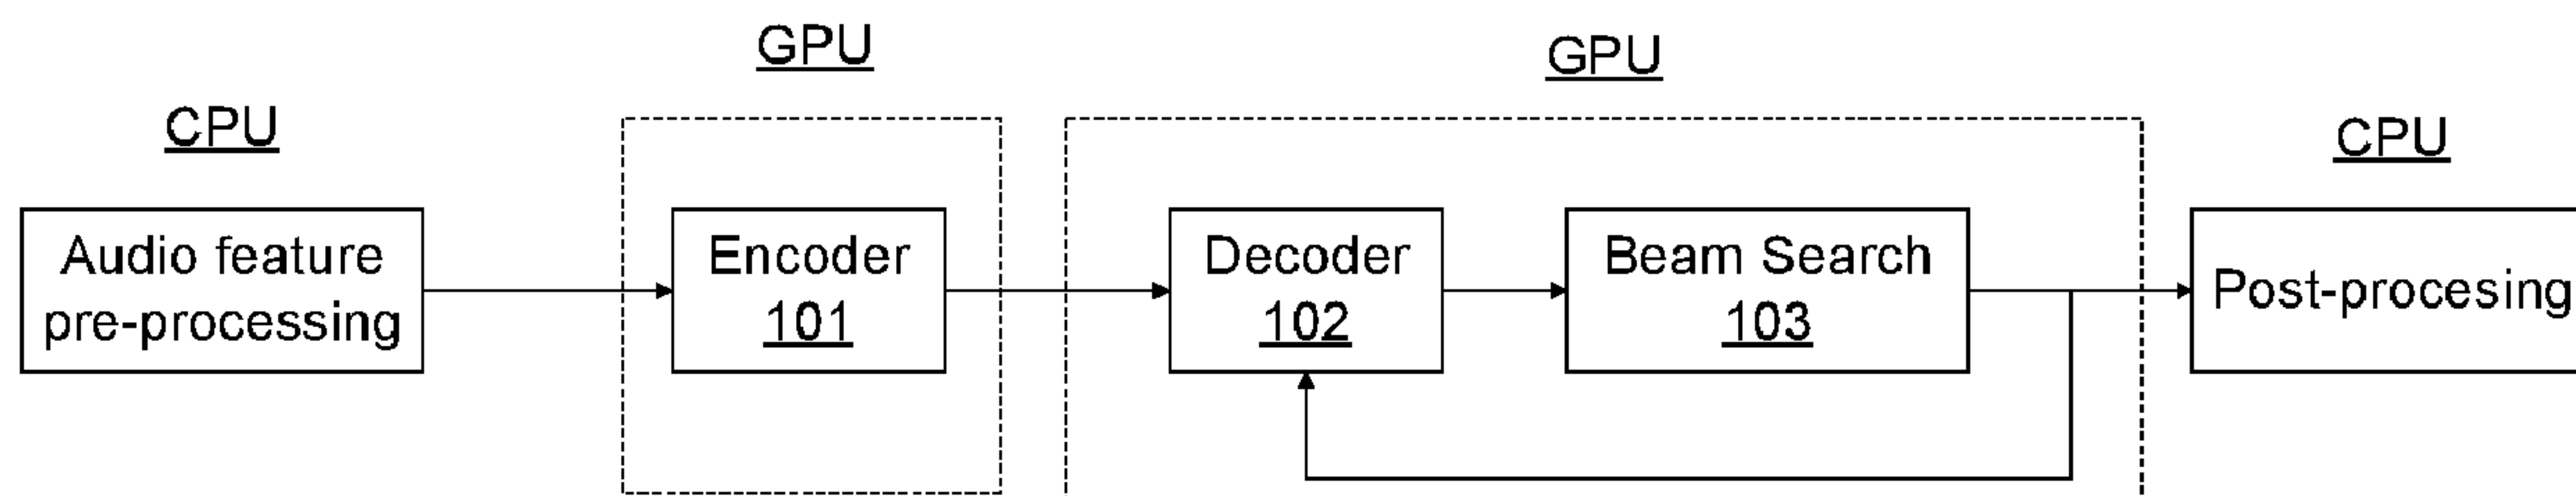 GPU
GPU
CPU
CPU
Audio feature
pre-processing
Encoder
101
Decoder
102
Beam Search
103
Post-procesing